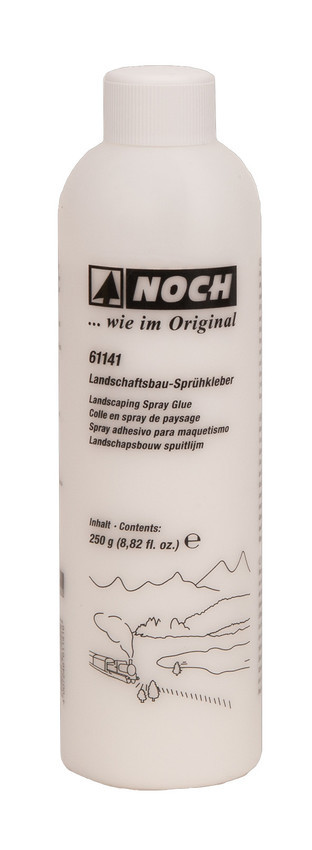 NOCH
... wie im Original
61141
Landschaftsbau-Sprühkleber
Landscaping Spray Glue
Colle en spray de paysage
Spray adhesivo para maquetismo
Landschapsbouw spuitlijm
Inhalt · Contents:
250 g (8,82 fl. oz.) ℮